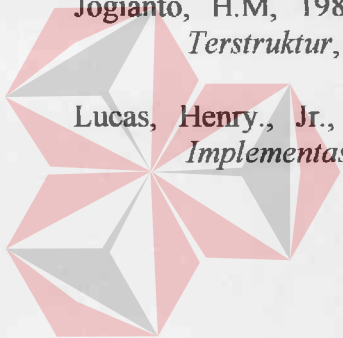 Jogianto, H.M, 198
Terstruktur,
Lucas, Henry., Jr.,
Implementas